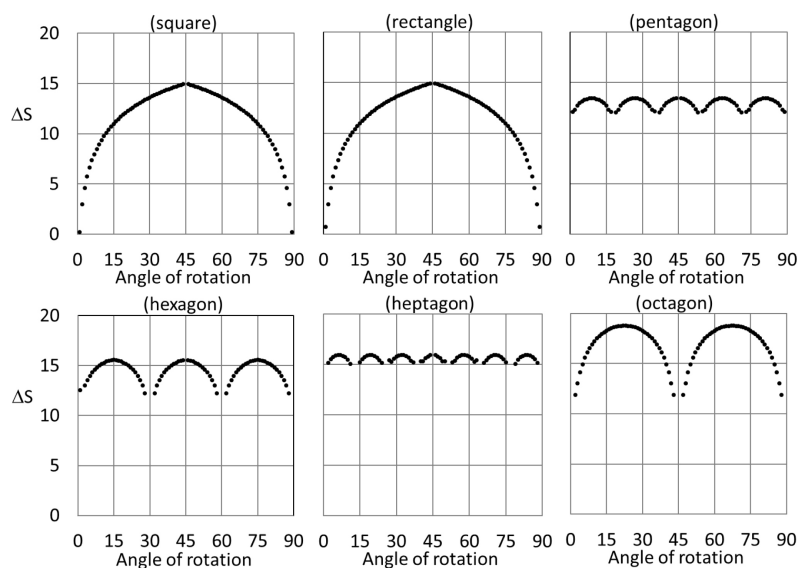 (square) (rectangle) (pentagon)
20
15
ΔS
10
5
0
0 15 30 45 60 75 90 0 15 30 45 60 75 90 0 15 30 45 60 75 90
Angle of rotation Angle of rotation Angle of rotation
(hexagon) (heptagon) (octagon)
20
15
ΔS
10
5
0
0 15 30 45 60 75 90 0 15 30 45 60 75 90 0 15 30 45 60 75 90
Angle of rotation Angle of rotation Angle of rotation